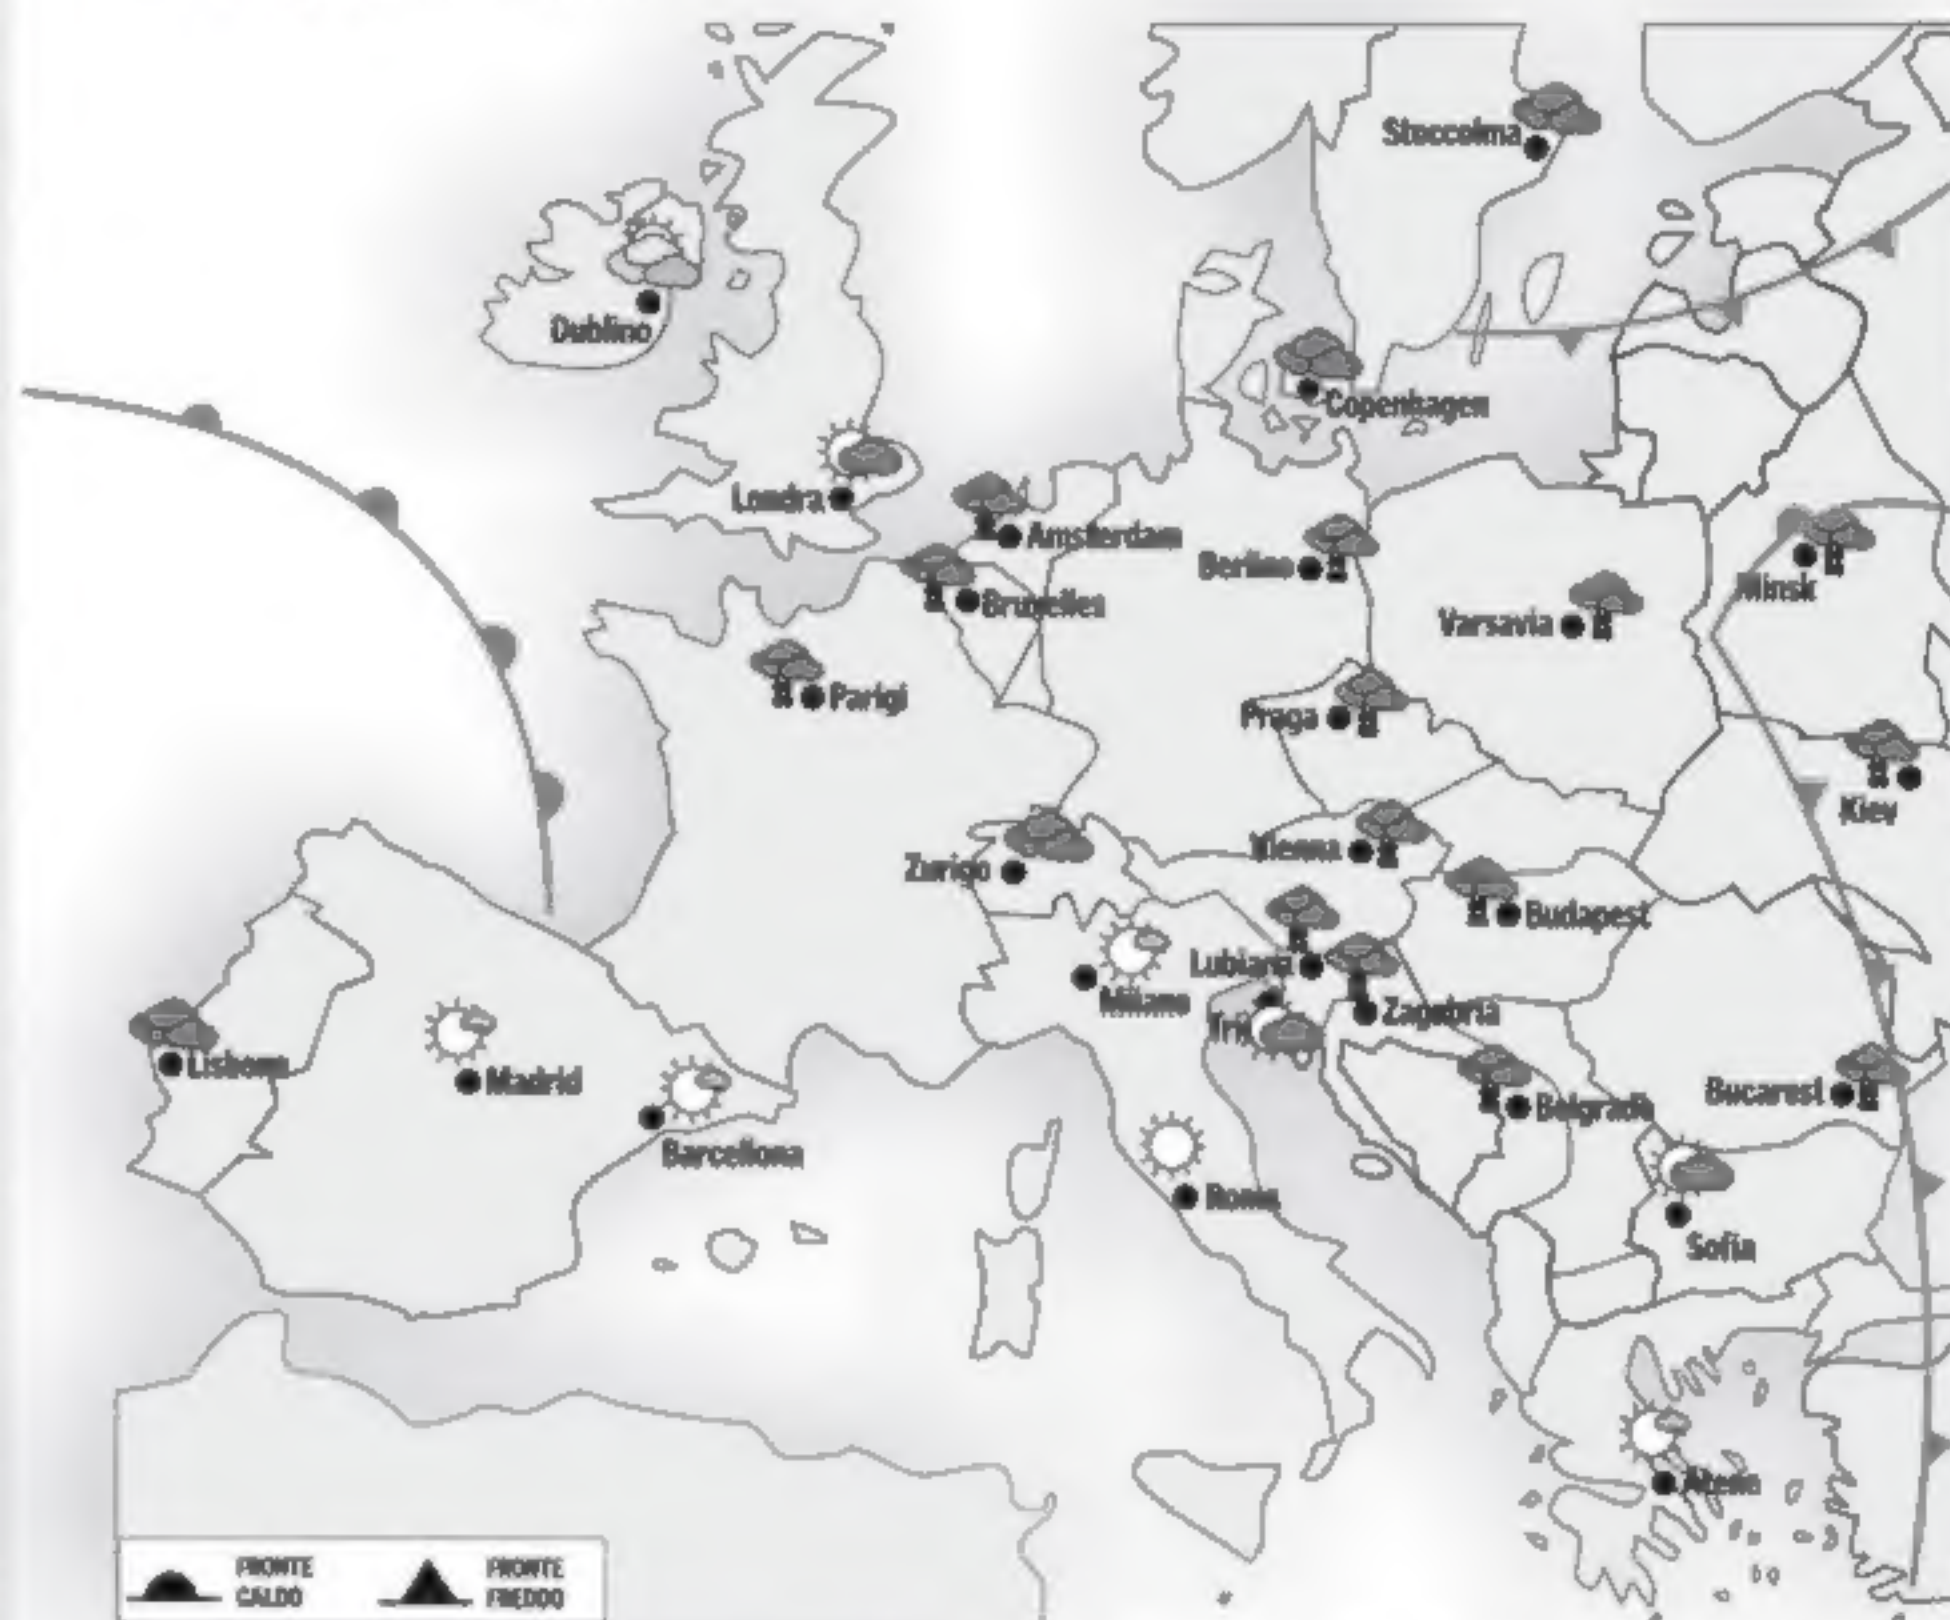 Stoccolma
Dublino
Copenhagen
Londra
Amsterdam
Berlino
Bruxelles
Minsk
Varsavia
Parigi
Praga
Kiev
Vienna
Zurigo
Budapest
Lubiana
Milano
Zagabria
Lisbona
Madrid
Bucarest
Belgrado
Barcellona
Roma
Sofia
Atene
FRONTE
CALDO
FRONTE
FREDDO